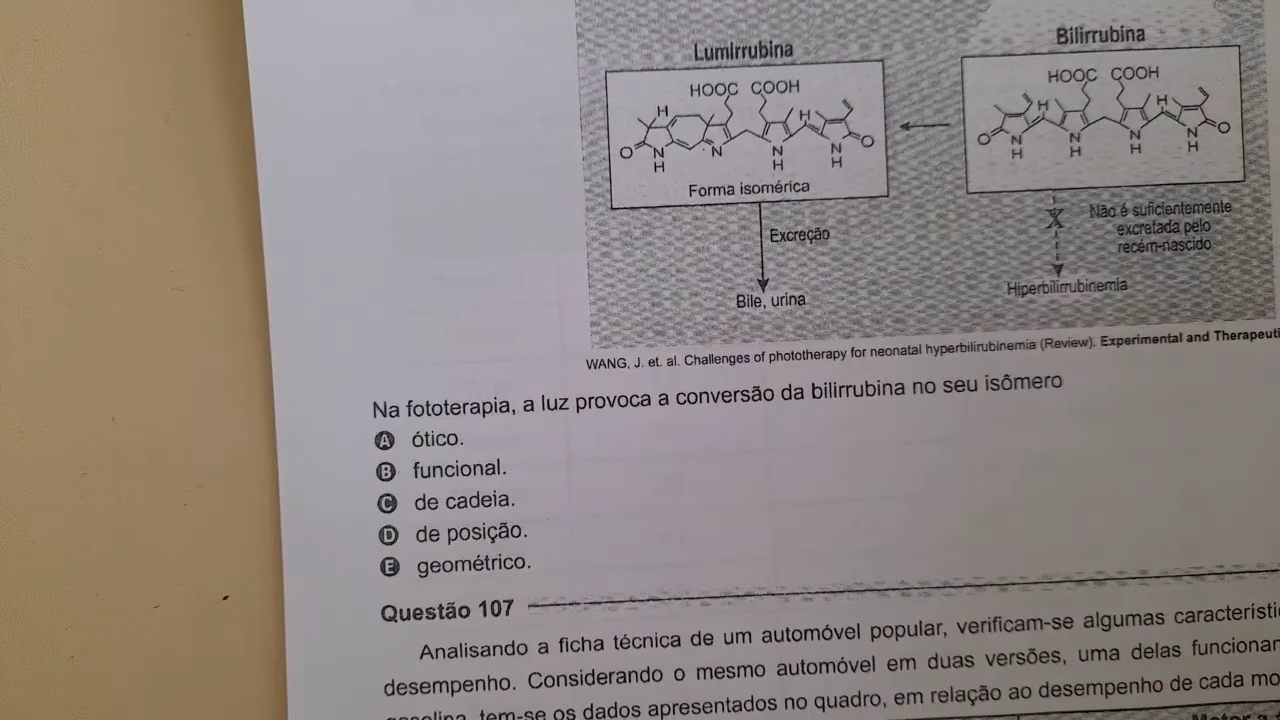 Lumirrubina
Bilirrubina
HOOC COOH
H
H
O
N
H
N
N
H
N
H
O
Forma isomérica
HOOC COOH
H
H
O
N
H
N
H
N
H
N
H
O
Excreção
Bile, urina
X
Não é suficientemente
excretada pelo
recém-nascido
Hiperbilirrubinemia
WANG, J. et. al. Challenges of phototherapy for neonatal hyperbilirubinemia (Review). Experimental and Therapeuti
Na fototerapia, a luz provoca a conversão da bilirrubina no seu isômero
A ótico.
B funcional.
C de cadeia.
D de posição.
E geométrico.
Questão 107
Analisando a ficha técnica de um automóvel popular, verificam-se algumas característi
desempenho. Considerando o mesmo automóvel em duas versões, uma delas funcionan
gasolina, tem-se os dados apresentados no quadro, em relação ao desempenho de cada mo